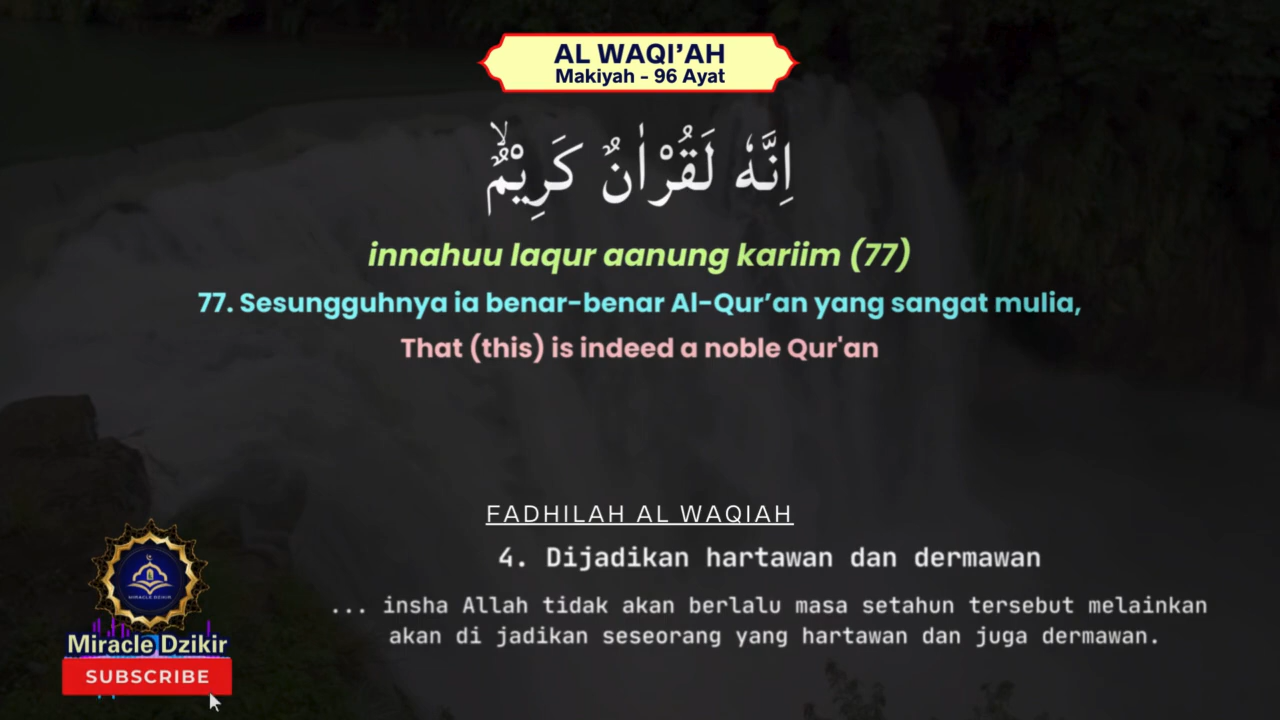 AL WAQI’AH
Makiyah - 96 Ayat
اِنَّهٗ لَقُرْاٰنٌ كَرِيْمٌۙ
innahuu laqur aanung kariim (77)
77. Sesungguhnya ia benar-benar Al-Qur’an yang sangat mulia,
That (this) is indeed a noble Qur'an
FADHILAH AL WAQIAH
4. Dijadikan hartawan dan dermawan
... insha Allah tidak akan berlalu masa setahun tersebut melainkan
akan di jadikan seseorang yang hartawan dan juga dermawan.
MIRACLE DZIKIR
Miracle Dzikir
SUBSCRIBE